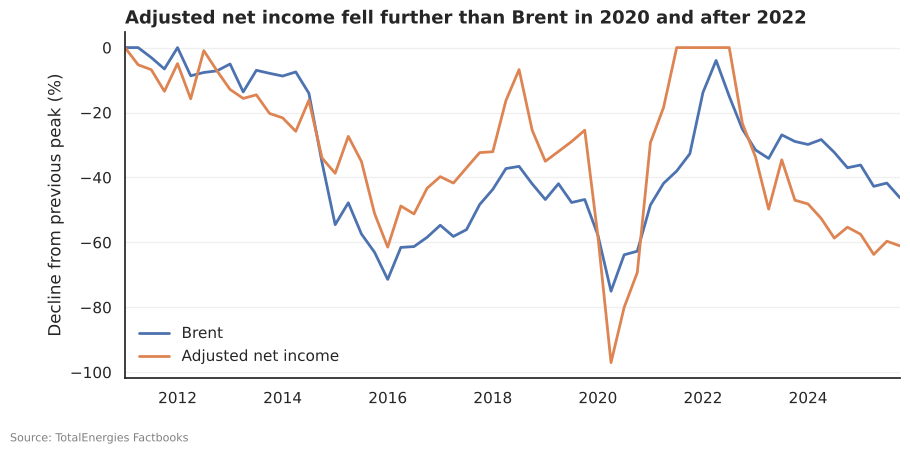 Adjusted net income fell further than Brent in 2020 and after 2022
Decline from previous peak (%)
0
−20
−40
−60
−80
−100
Brent
Adjusted net income
2012 2014 2016 2018 2020 2022 2024
Source: TotalEnergies Factbooks